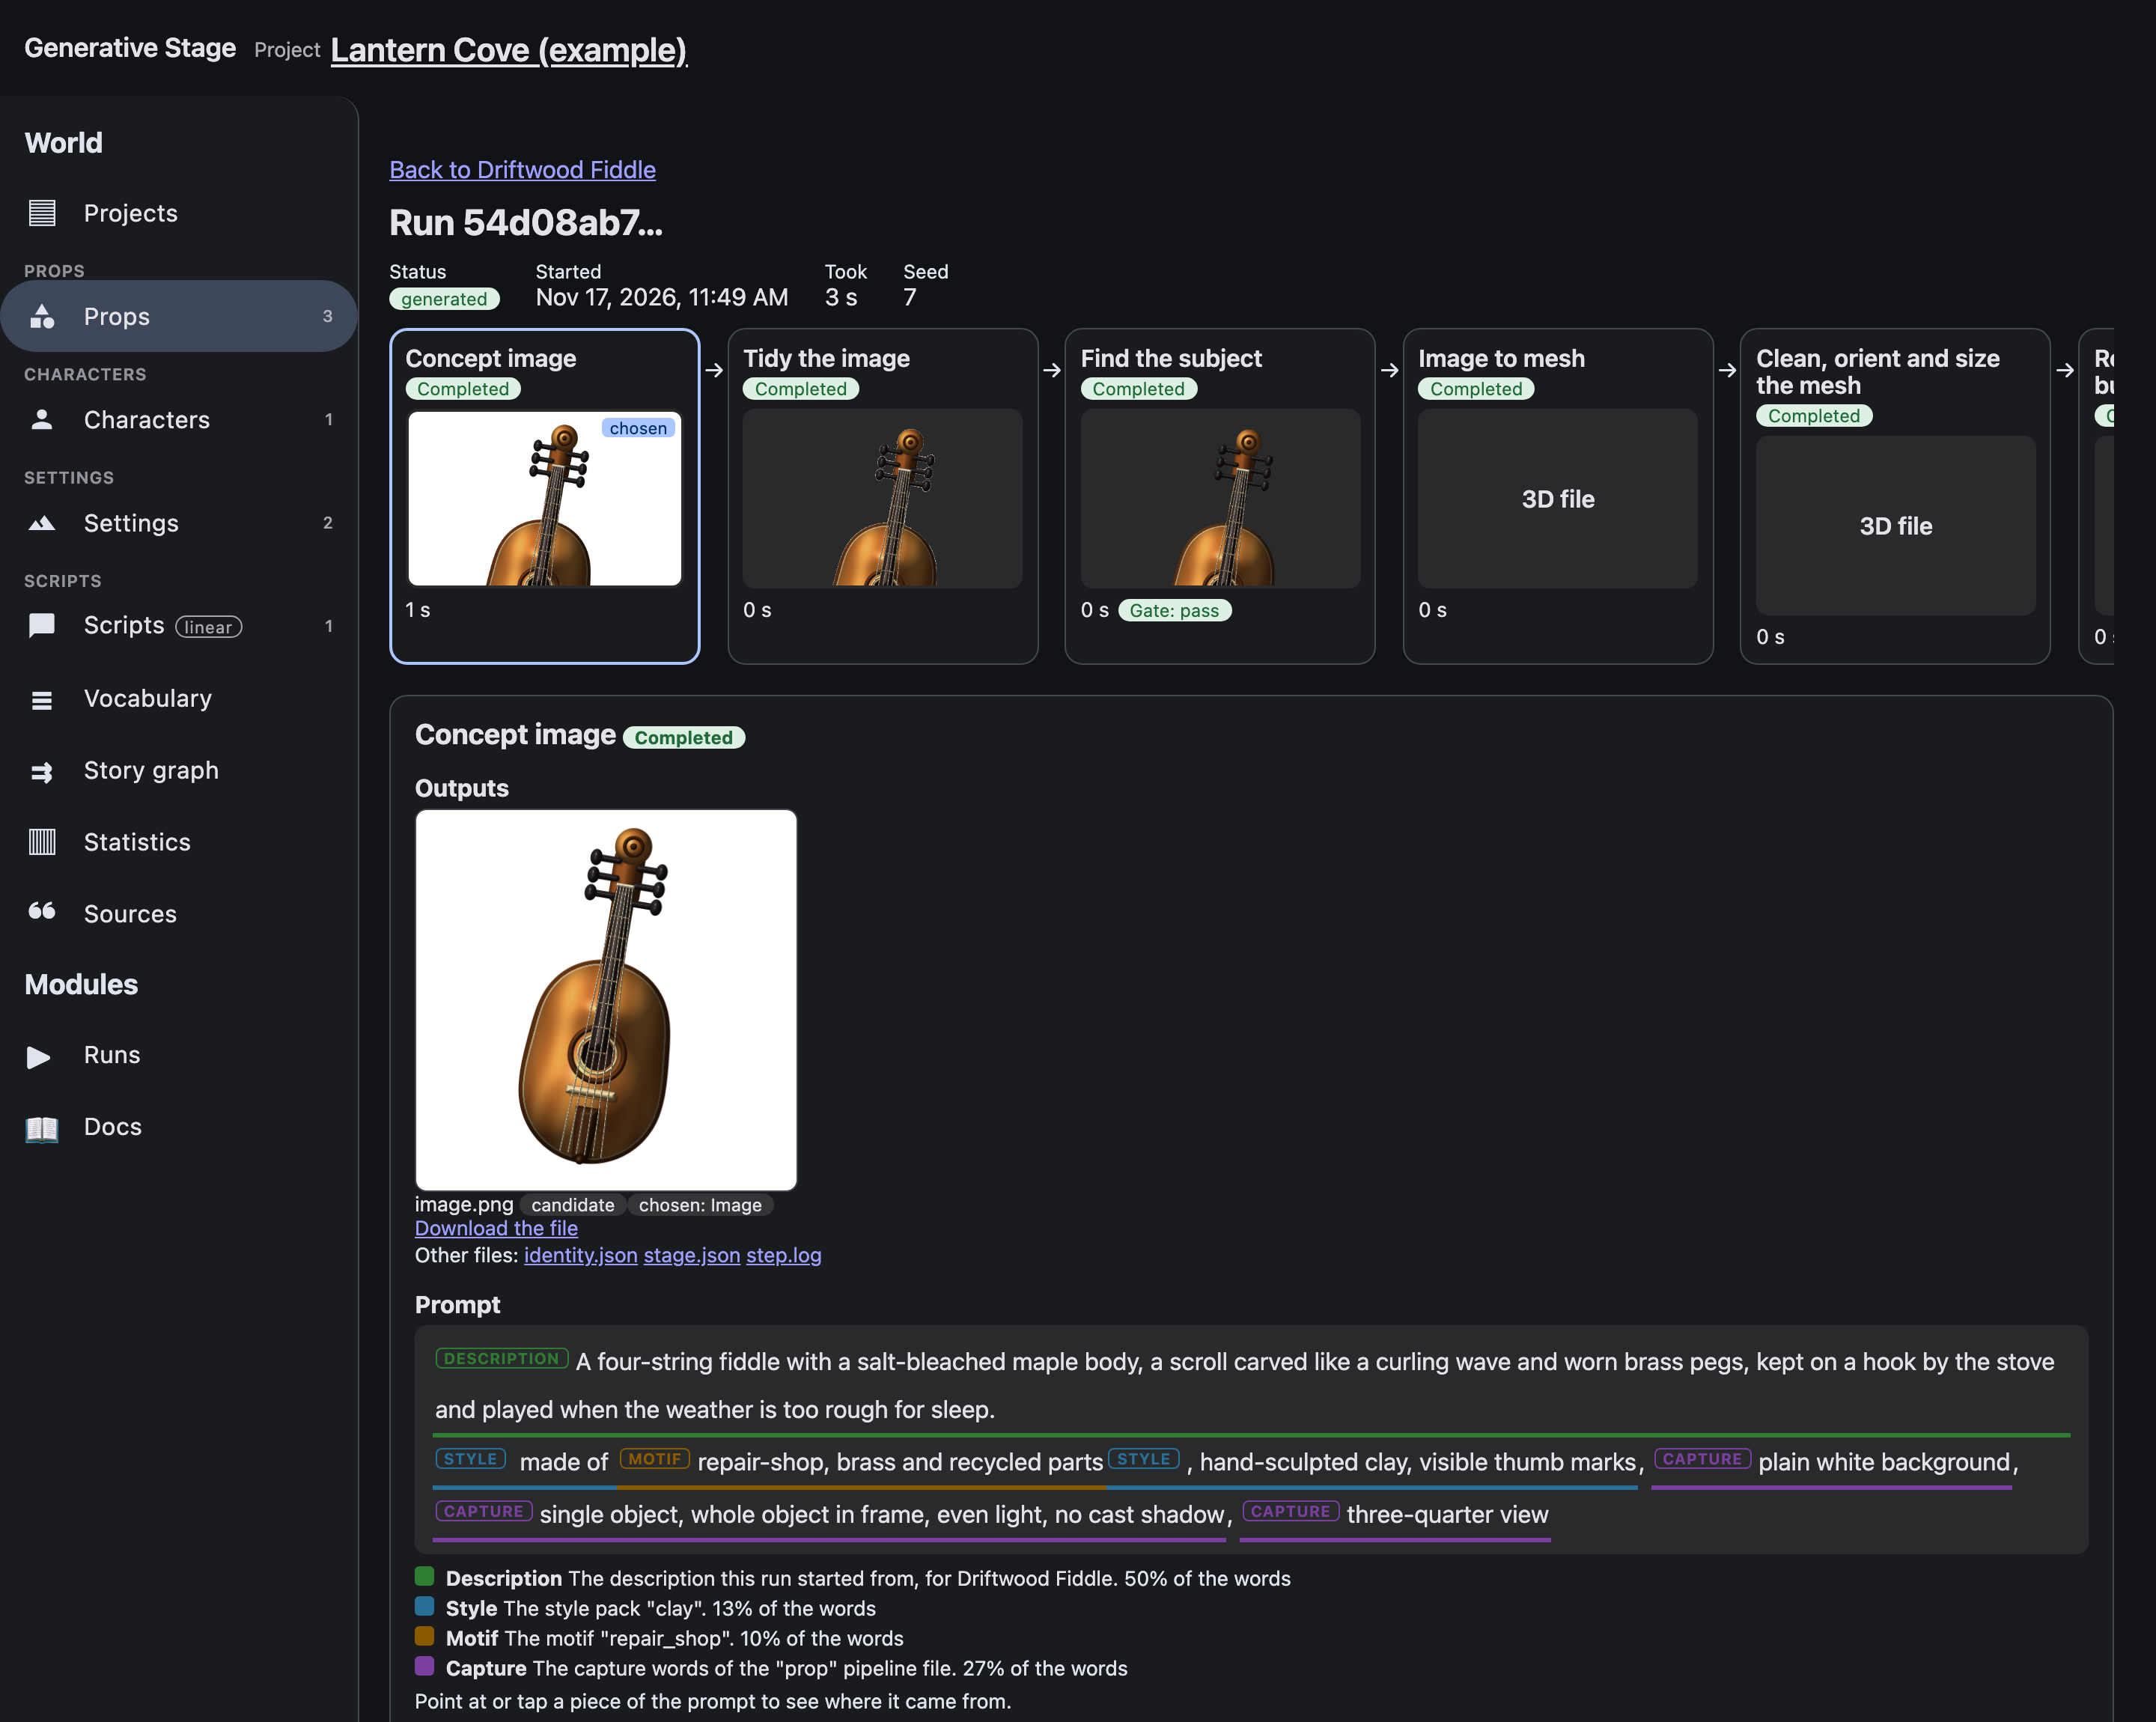 Generative Stage Project Lantern Cove (example)
World
Projects
PROPS
Props 3
CHARACTERS
Characters 1
SETTINGS
Settings 2
SCRIPTS
Scripts linear 1
Vocabulary
Story graph
Statistics
Sources
Modules
Runs
Docs
Back to Driftwood Fiddle
Run 54d08ab7...
Status Started Took Seed
generated Nov 17, 2026, 11:49 AM 3 s 7
Concept image
Completed
chosen
1 s
Tidy the image
Completed
0 s
Find the subject
Completed
0 s Gate: pass
Image to mesh
Completed
3D file
0 s
Clean, orient and size
the mesh
Completed
3D file
0 s
Concept image Completed
Outputs
image.png candidate chosen: Image
Download the file
Other files: identity.json stage.json step.log
Prompt
DESCRIPTION A four-string fiddle with a salt-bleached maple body, a scroll carved like a curling wave and worn brass pegs, kept on a hook by the stove
and played when the weather is too rough for sleep.
STYLE made of MOTIF repair-shop, brass and recycled parts STYLE , hand-sculpted clay, visible thumb marks, CAPTURE plain white background,
CAPTURE single object, whole object in frame, even light, no cast shadow, CAPTURE three-quarter view
Description The description this run started from, for Driftwood Fiddle. 50% of the words
Style The style pack "clay". 13% of the words
Motif The motif "repair_shop". 10% of the words
Capture The capture words of the "prop" pipeline file. 27% of the words
Point at or tap a piece of the prompt to see where it came from.